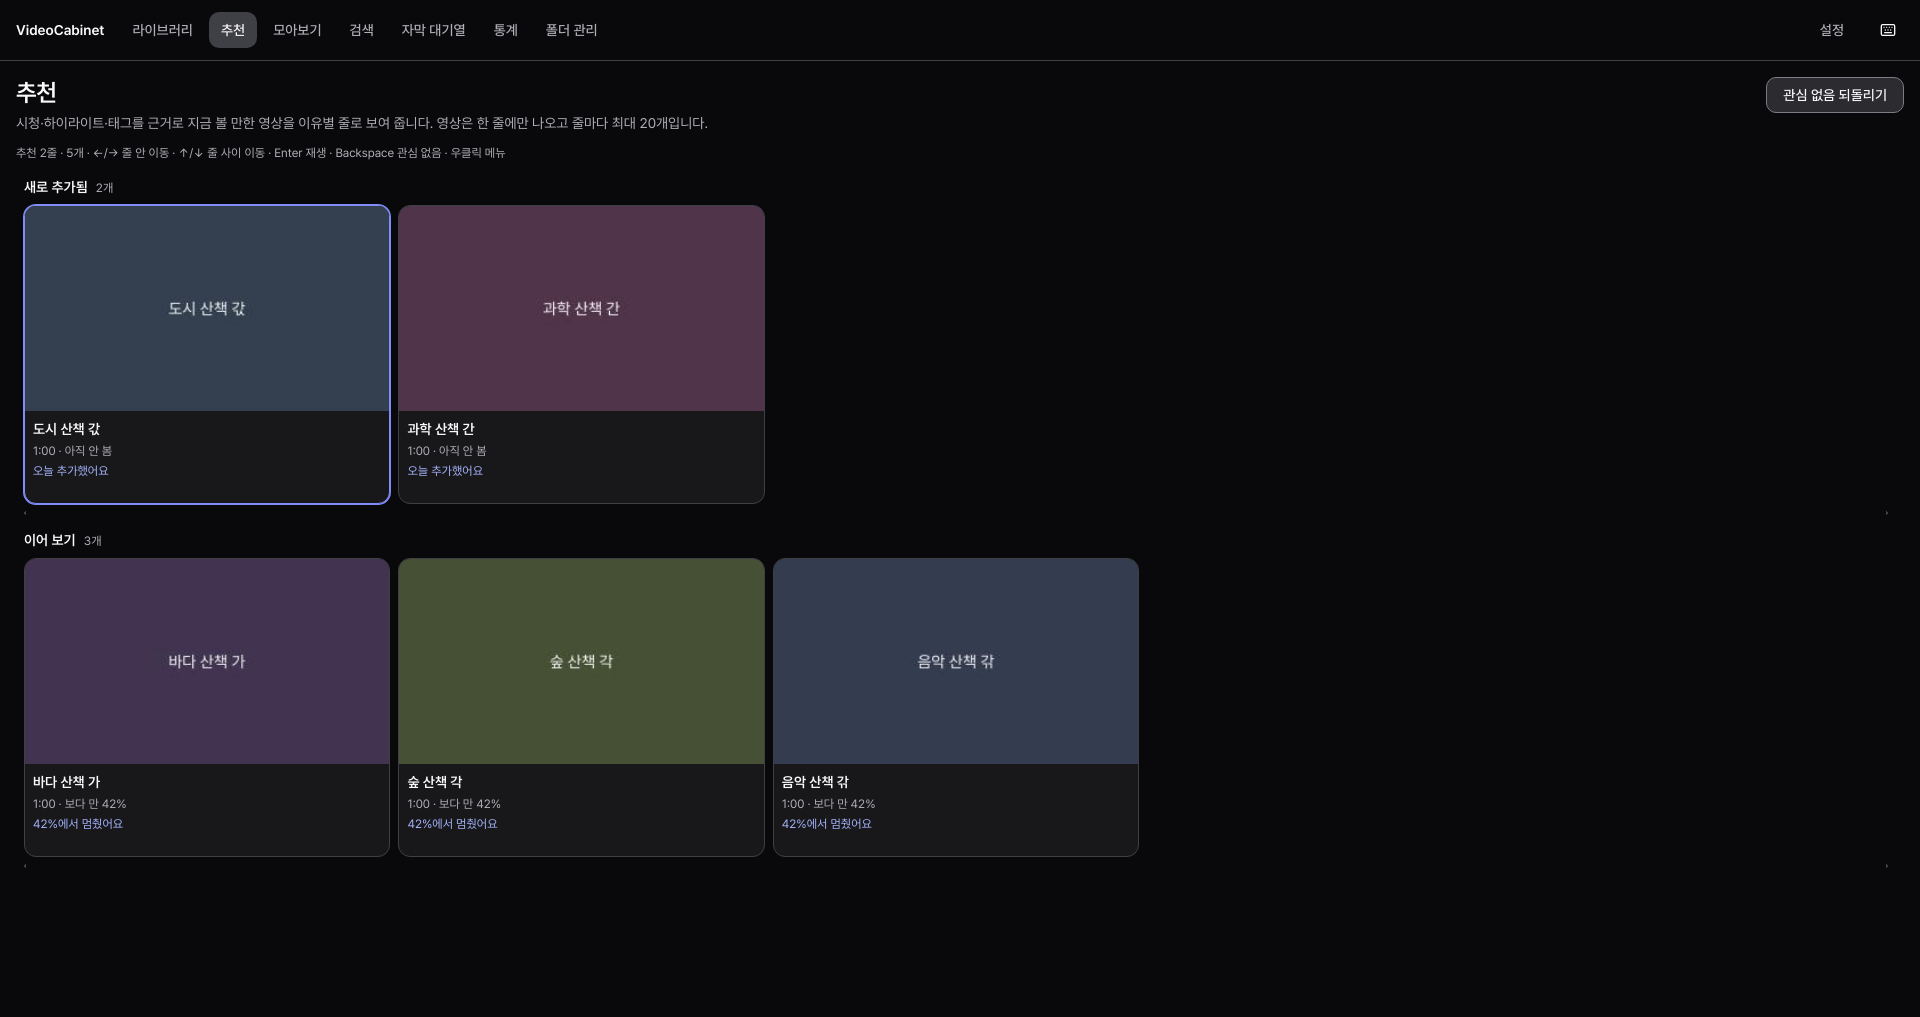 VideoCabinet 라이브러리 추천 모아보기 검색 자막 대기열 통계 폴더 관리 설정
추천
관심 없음 되돌리기
시청·하이라이트·태그를 근거로 지금 볼 만한 영상을 이유별 줄로 보여 줍니다. 영상은 한 줄에만 나오고 줄마다 최대 20개입니다.
추천 2줄 · 5개 · ←/→ 줄 안 이동 · ↑/↓ 줄 사이 이동 · Enter 재생 · Backspace 관심 없음 · 우클릭 메뉴
새로 추가됨 2개
도시 산책 갃
과학 산책 간
도시 산책 갃
1:00 · 아직 안 봄
오늘 추가했어요
과학 산책 간
1:00 · 아직 안 봄
오늘 추가했어요
이어 보기 3개
바다 산책 가
숲 산책 각
음악 산책 갂
바다 산책 가
1:00 · 보다 만 42%
42%에서 멈췄어요
숲 산책 각
1:00 · 보다 만 42%
42%에서 멈췄어요
음악 산책 갂
1:00 · 보다 만 42%
42%에서 멈췄어요